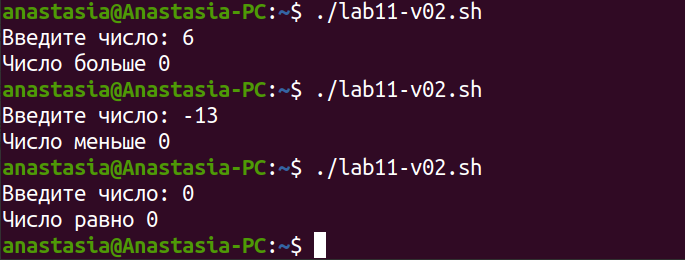 anastasia@Anastasia-PC:~$ ./lab11-v02.sh
Введите число: 6
Число больше 0
anastasia@Anastasia-PC:~$ ./lab11-v02.sh
Введите число: -13
Число меньше 0
anastasia@Anastasia-PC:~$ ./lab11-v02.sh
Введите число: 0
Число равно 0
anastasia@Anastasia-PC:~$